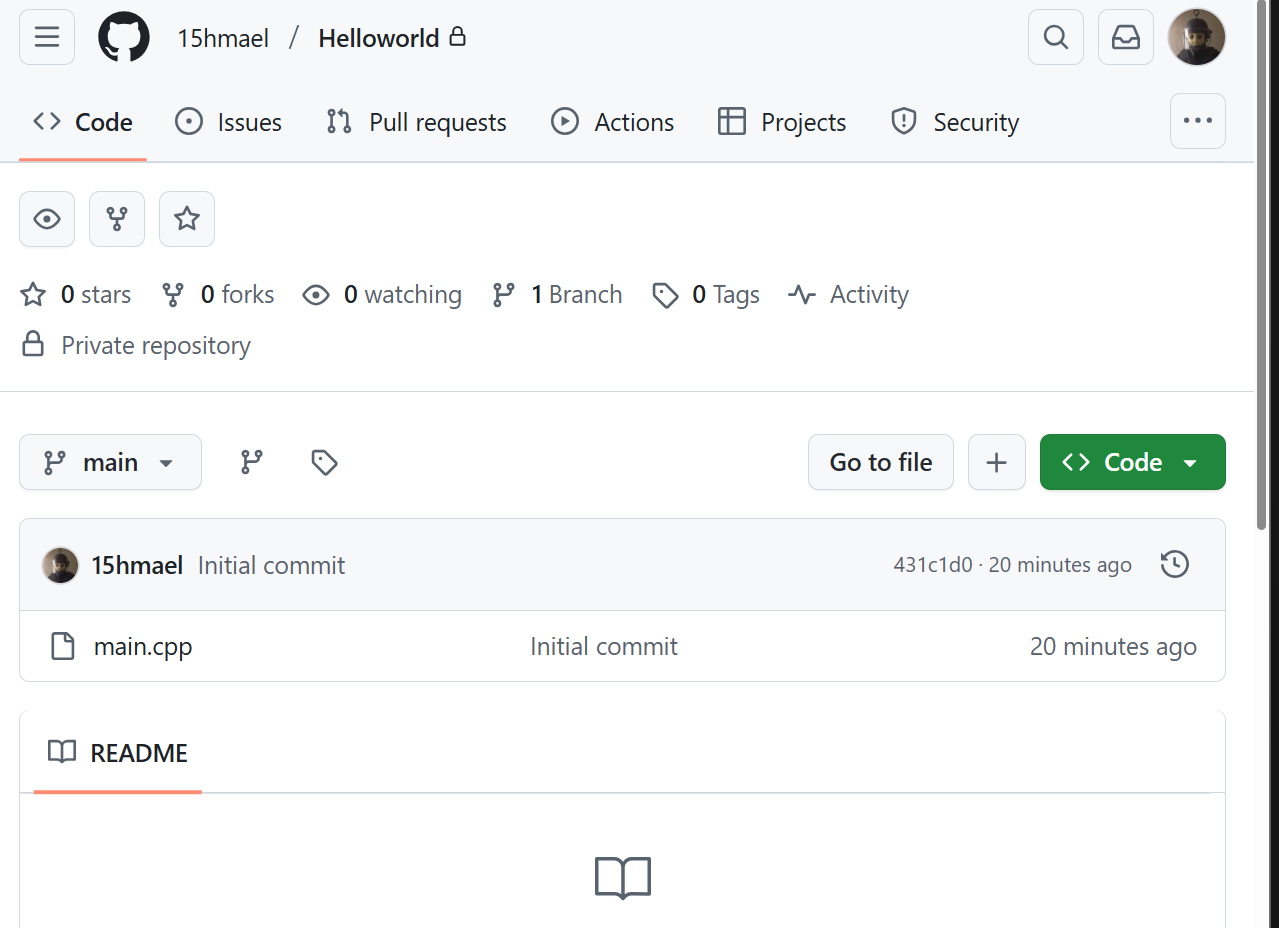 15hmael / Helloworld
Code Issues Pull requests Actions Projects Security
0 stars 0 forks 0 watching 1 Branch 0 Tags Activity
Private repository
main Go to file Code
15hmael Initial commit 431c1d0 · 20 minutes ago
main.cpp Initial commit 20 minutes ago
README